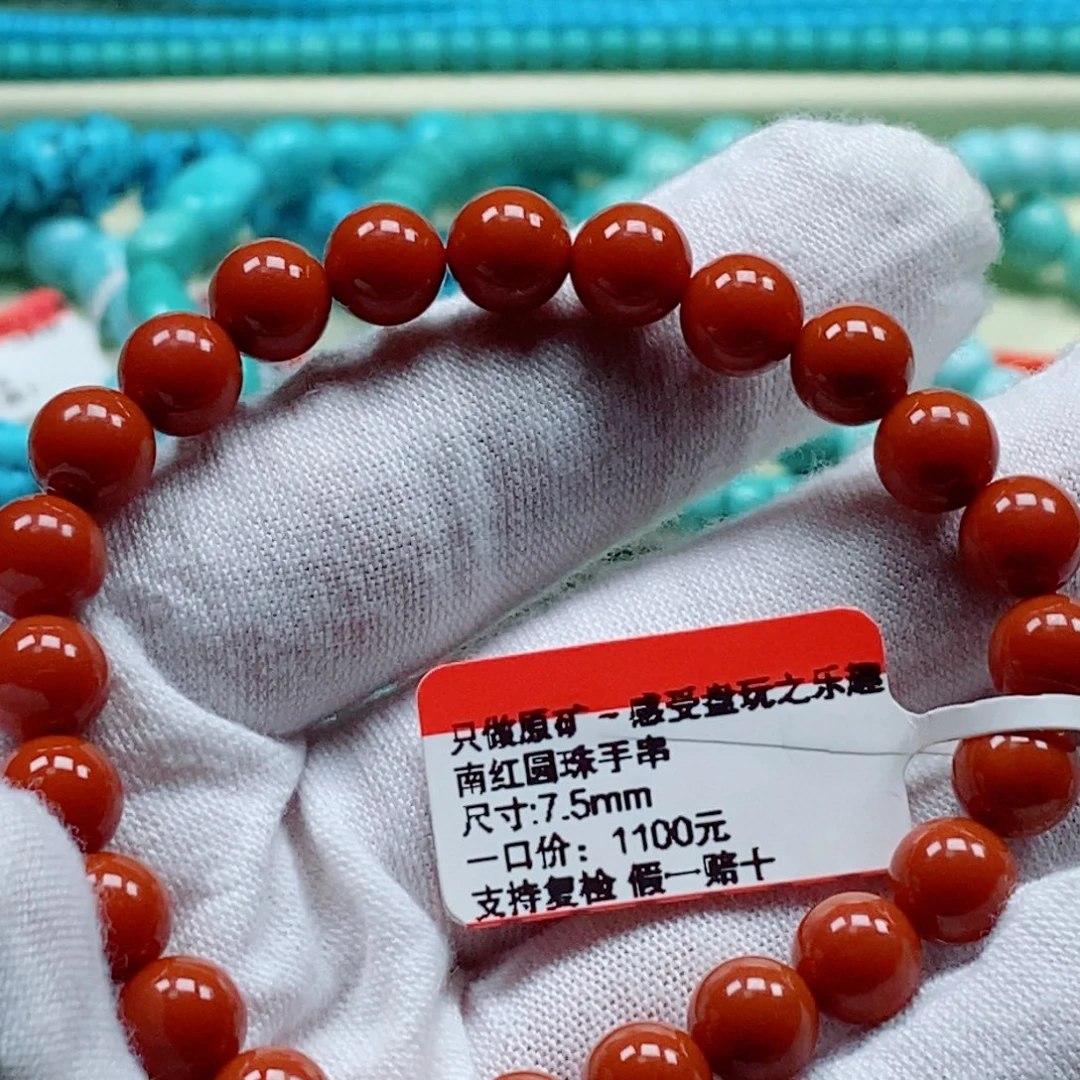 只做原矿~感受盘玩之乐趣
南红圆珠手串
尺寸:7.5mm
一口价：1100元
支持复检 假一赔十